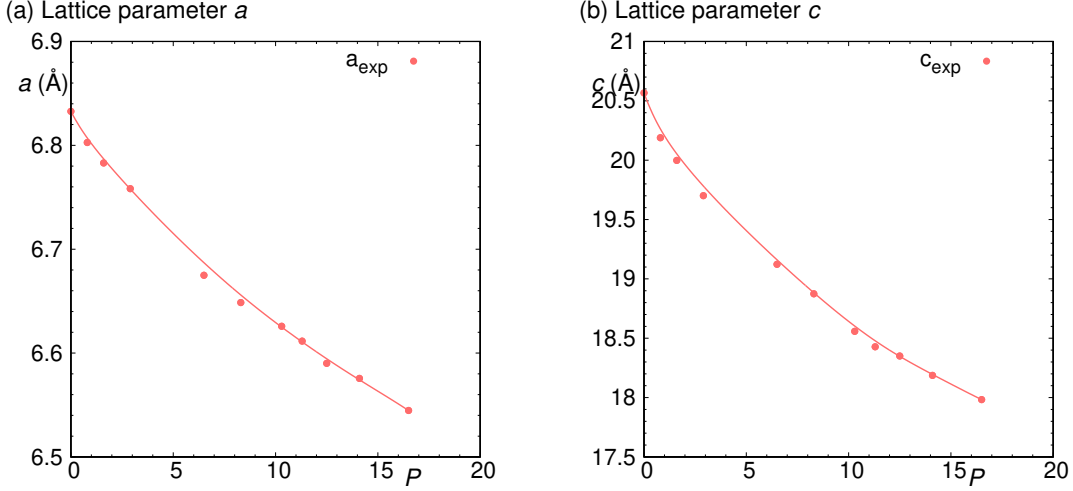 (a) Lattice parameter a
6.9
a (Å)
a_exp
6.8
6.7
6.6
6.5
0 5 10 15 20
P
(b) Lattice parameter c
21
c (Å)
c_exp
20.5
20
19.5
19
18.5
18
17.5
0 5 10 15 20
P